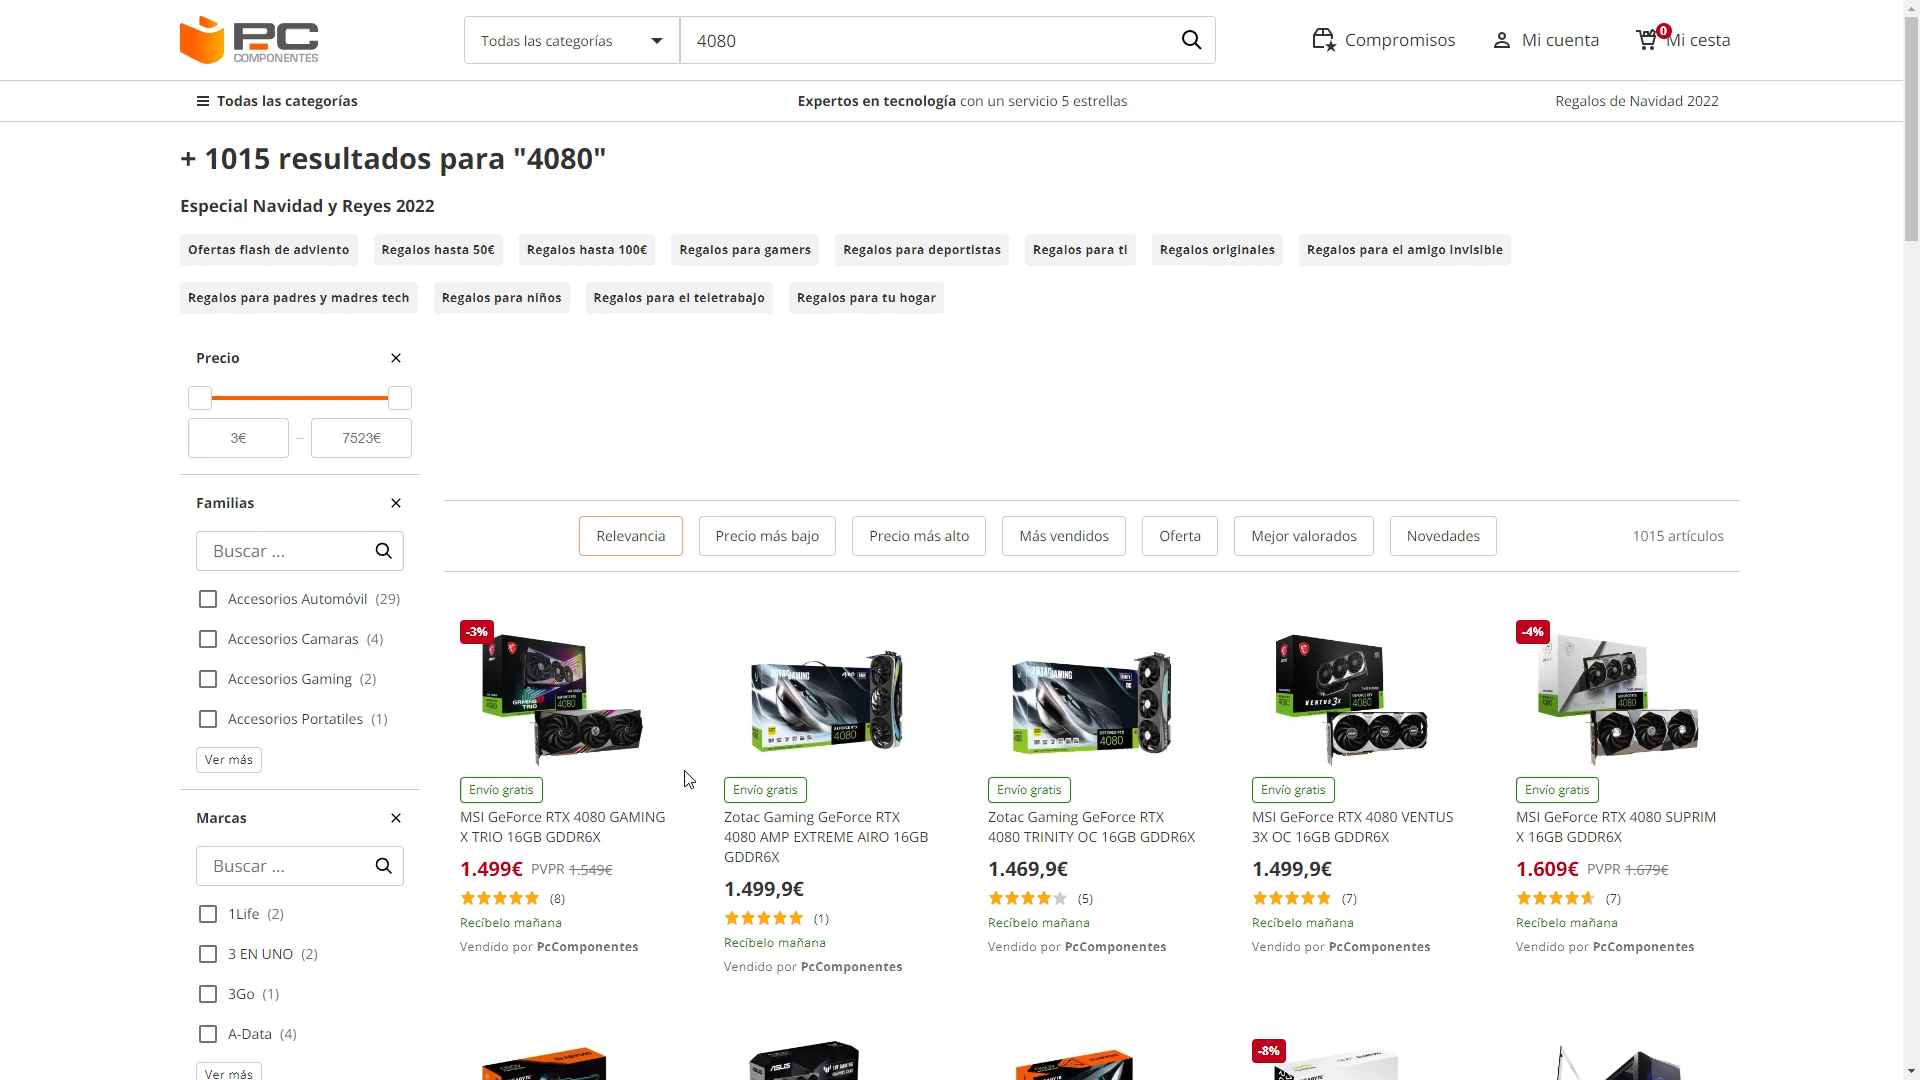 PC
COMPONENTES
Todas las categorías
4080
Compromisos
Mi cuenta
0
Mi cesta
Todas las categorías
Expertos en tecnología con un servicio 5 estrellas
Regalos de Navidad 2022
+ 1015 resultados para "4080"
Especial Navidad y Reyes 2022
Ofertas flash de adviento
Regalos hasta 50€
Regalos hasta 100€
Regalos para gamers
Regalos para deportistas
Regalos para ti
Regalos originales
Regalos para el amigo invisible
Regalos para padres y madres tech
Regalos para niños
Regalos para el teletrabajo
Regalos para tu hogar
Precio
3€ – 7523€
Familias
Buscar ...
Accesorios Automóvil (29)
Accesorios Camaras (4)
Accesorios Gaming (2)
Accesorios Portatiles (1)
Ver más
Marcas
Buscar ...
1Life (2)
3 EN UNO (2)
3Go (1)
A-Data (4)
Ver más
Relevancia
Precio más bajo
Precio más alto
Más vendidos
Oferta
Mejor valorados
Novedades
1015 artículos
-3%
4080
Envío gratis
MSI GeForce RTX 4080 GAMING
X TRIO 16GB GDDR6X
1.499€ PVPR 1.549€
(8)
Recíbelo mañana
Vendido por PcComponentes
ZOTAC GAMING
4080
Envío gratis
Zotac Gaming GeForce RTX
4080 AMP EXTREME AIRO 16GB
GDDR6X
1.499,9€
(1)
Recíbelo mañana
Vendido por PcComponentes
ZOTAC GAMING
4080
Envío gratis
Zotac Gaming GeForce RTX
4080 TRINITY OC 16GB GDDR6X
1.469,9€
(5)
Recíbelo mañana
Vendido por PcComponentes
VENTUS 3X
4080
Envío gratis
MSI GeForce RTX 4080 VENTUS
3X OC 16GB GDDR6X
1.499,9€
(7)
Recíbelo mañana
Vendido por PcComponentes
-4%
4080
Envío gratis
MSI GeForce RTX 4080 SUPRIM
X 16GB GDDR6X
1.609€ PVPR 1.679€
(7)
Recíbelo mañana
Vendido por PcComponentes
ASUS
-8%